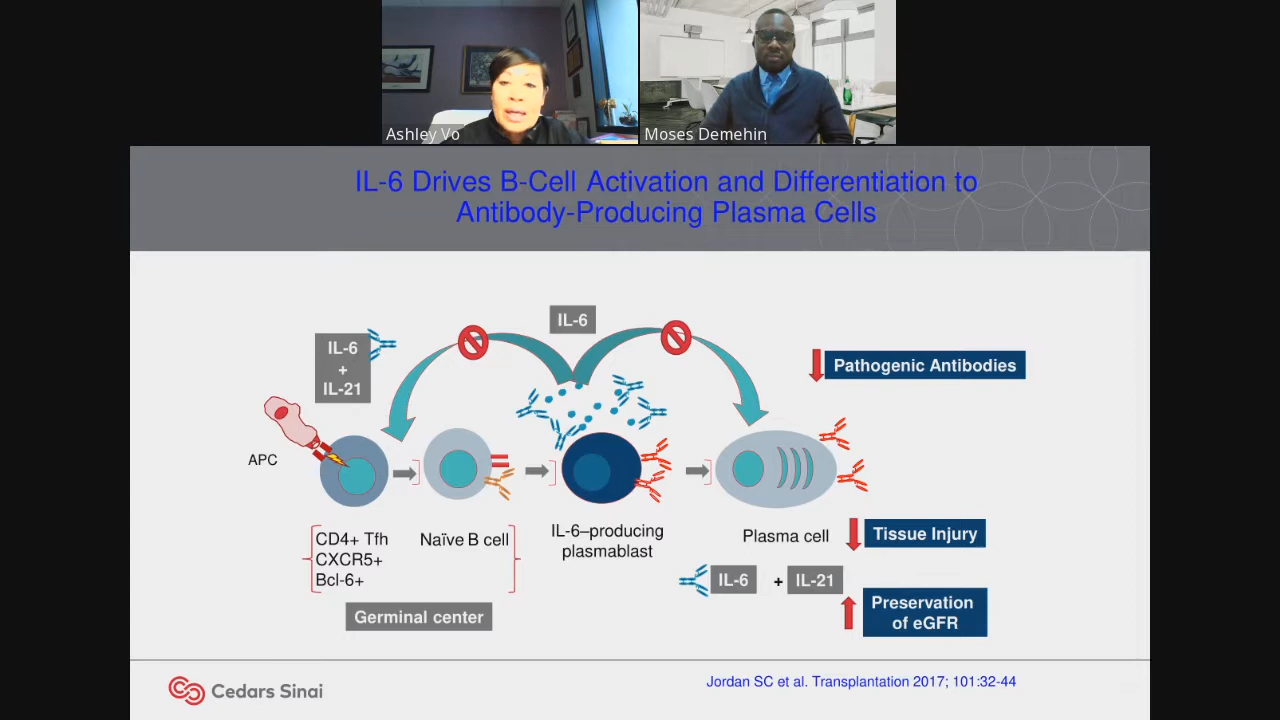 Ashley Vo
Moses Demehin
IL-6 Drives B-Cell Activation and Differentiation to
Antibody-Producing Plasma Cells
IL-6
IL-6
+
IL-21
Pathogenic Antibodies
APC
CD4+ Tfh
CXCR5+
Bcl-6+
Naïve B cell
IL-6–producing
plasmablast
Plasma cell
Tissue Injury
IL-6 + IL-21
Preservation
of eGFR
Germinal center
Cedars Sinai
Jordan SC et al. Transplantation 2017; 101:32-44